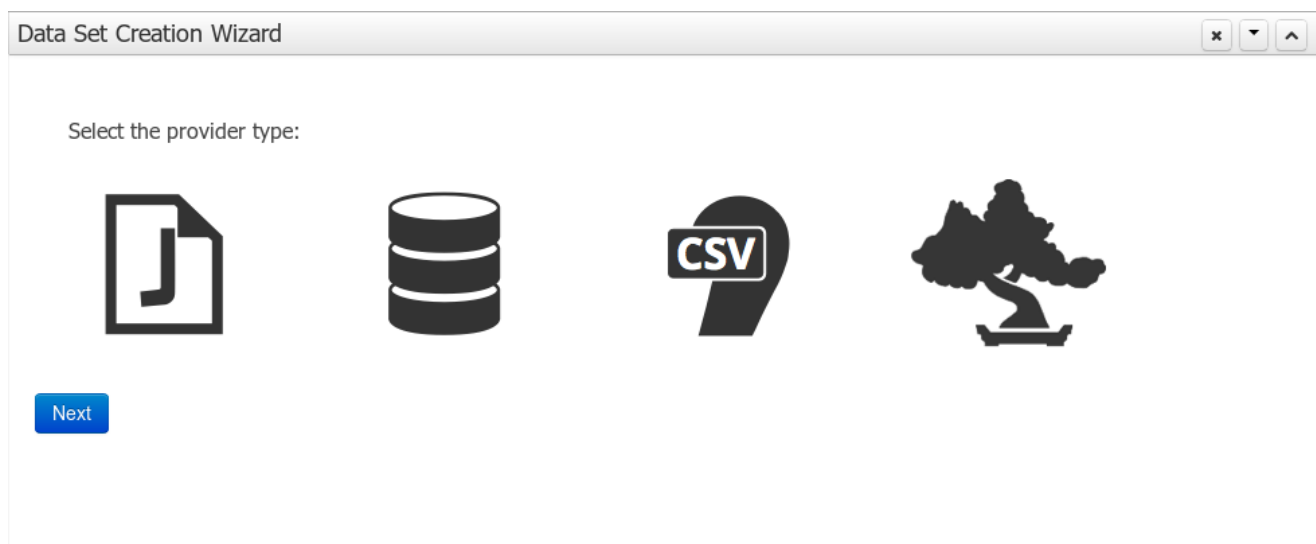 Data Set Creation Wizard
Select the provider type:
J
CSV
Next